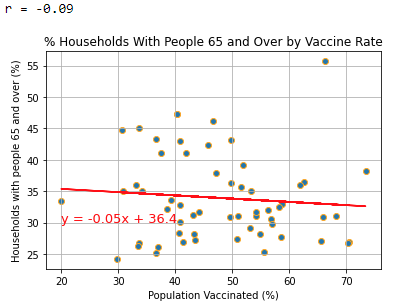 r = -0.09
% Households With People 65 and Over by Vaccine Rate
Households with people 65 and over (%)
55
50
45
40
35
30
25
y = -0.05x + 36.4
20
30
40
50
60
70
Population Vaccinated (%)